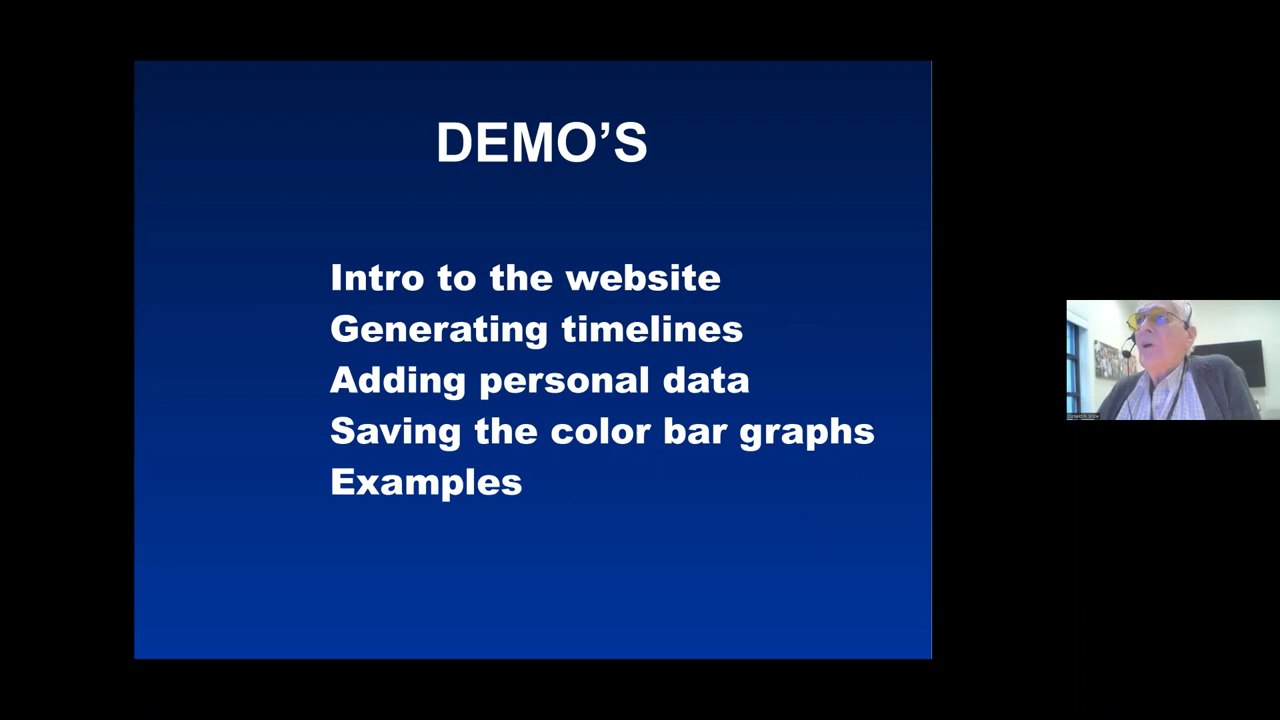 DEMO’S
Intro to the website
Generating timelines
Adding personal data
Saving the color bar graphs
Examples